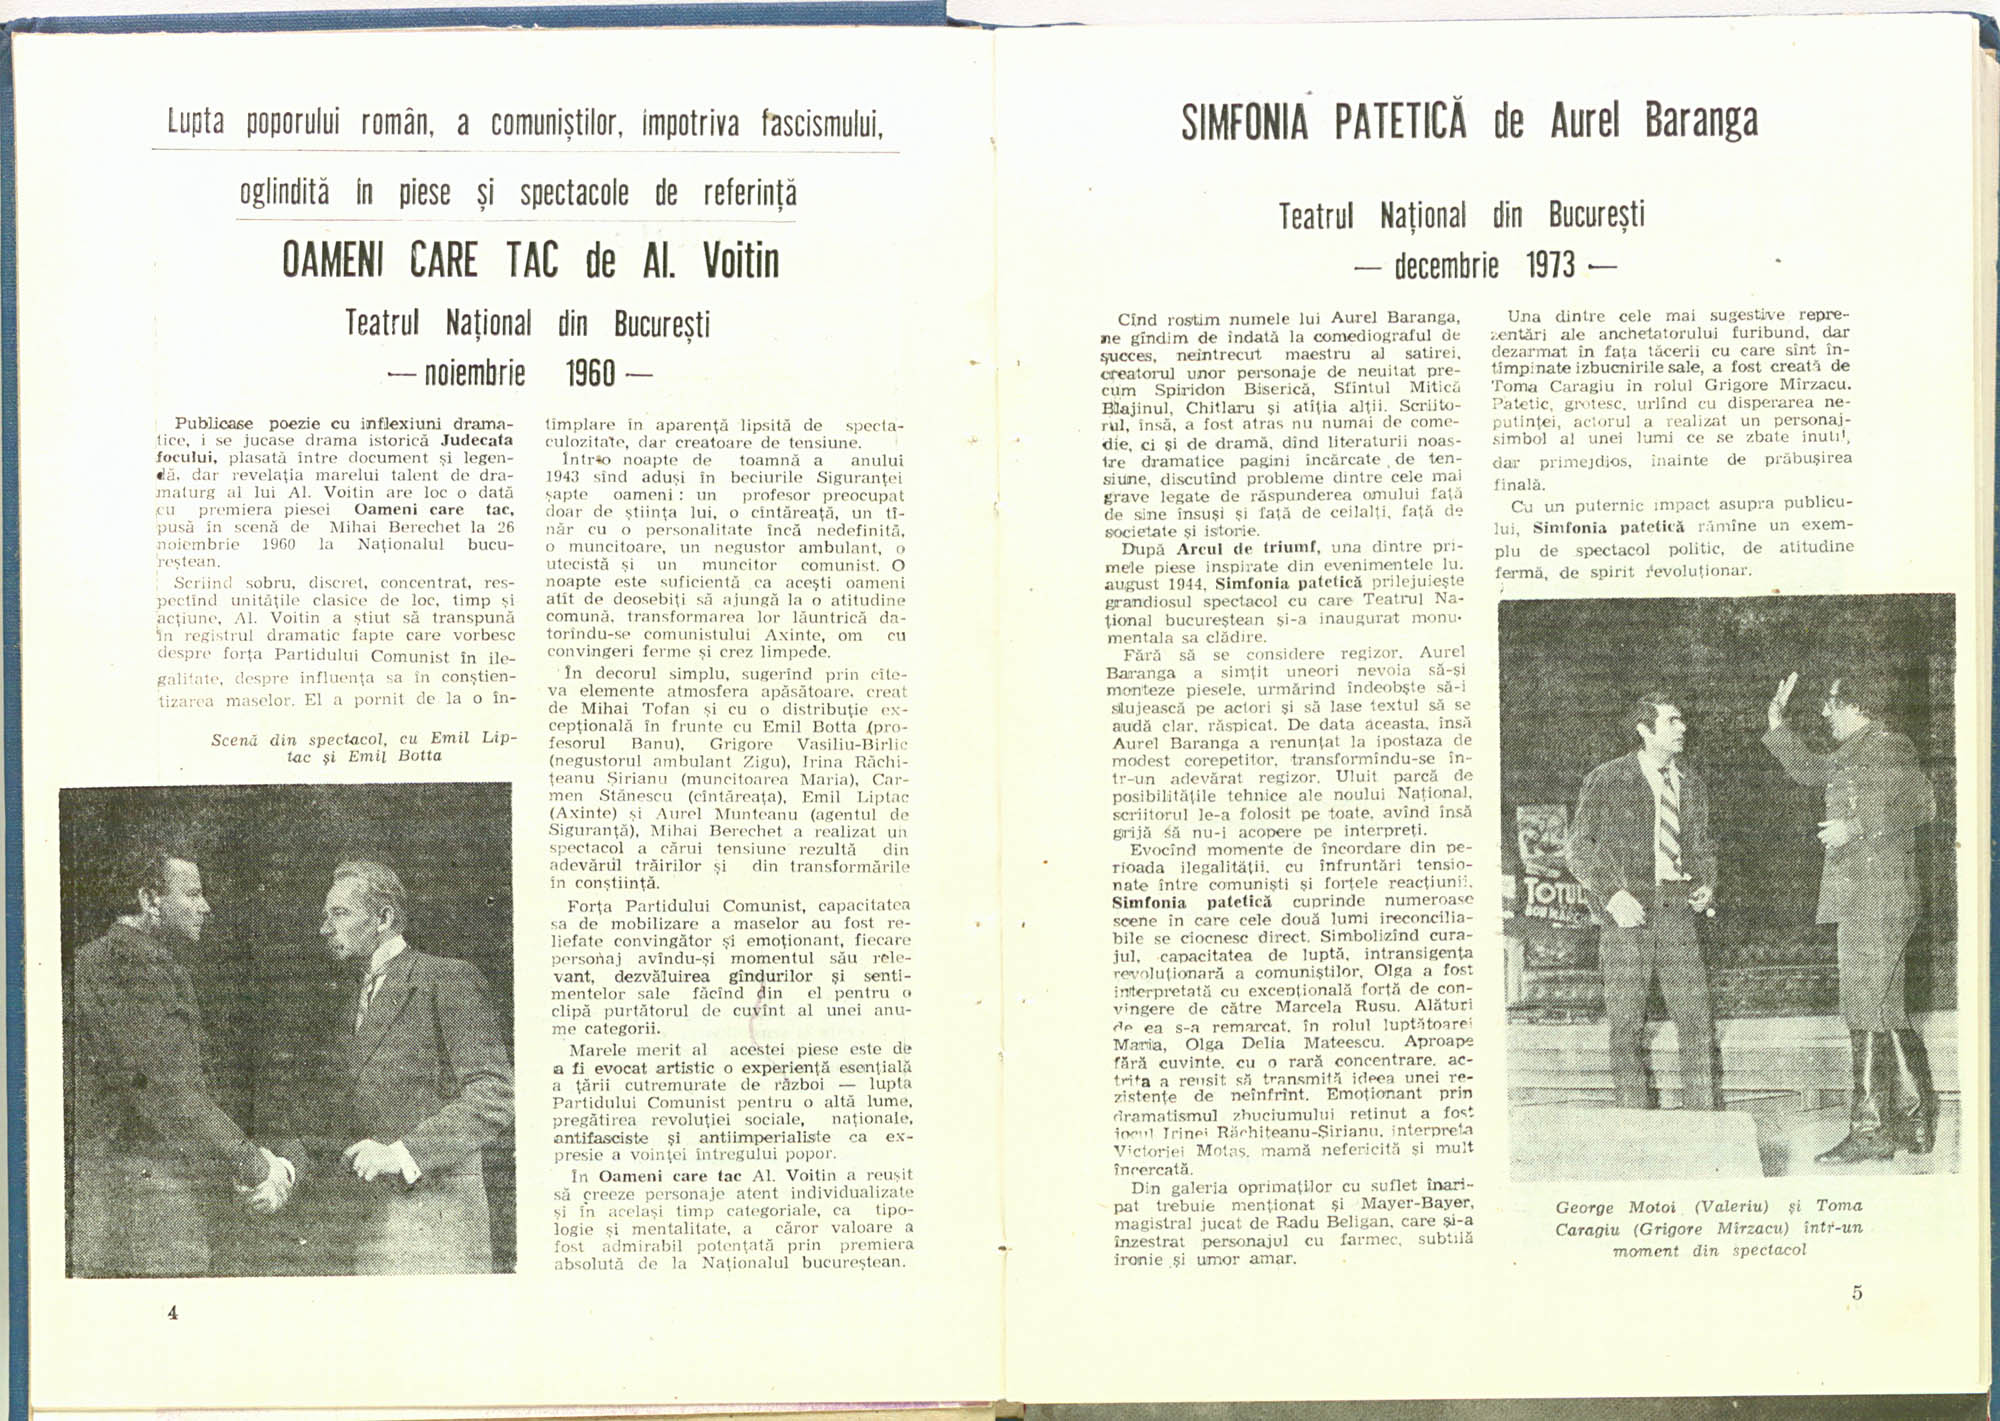 Lupta poporului român, a comuniștilor, împotriva fascismului,
oglindită în piese și spectacole de referință
OAMENI CARE TAC de Al. Voitin
Teatrul Național din București
— noiembrie 1960 —
Publicase poezie cu inflexiuni drama-
tice, i se jucase drama istorică Judecata
focului, plasată între document și legen-
dă, dar revelația marelui talent de dra-
maturg al lui Al. Voitin are loc o dată
cu premiera piesei Oameni care tac,
pusă în scenă de Mihai Berechet la 26
noiembrie 1960 la Naționalul bucu-
reștean.
Scriind sobru, discret, concentrat, res-
pectînd unitățile clasice de loc, timp și
acțiune, Al. Voitin a știut să transpună
în registrul dramatic fapte care vorbesc
despre forța Partidului Comunist în ile-
galitate, despre influența sa în conștien-
tizarea maselor. El a pornit de la o în-
Scenă din spectacol, cu Emil Lip-
tac și Emil Botta
4
tîmplare în aparență lipsită de specta-
culozitate, dar creatoare de tensiune.
Într-o noapte de toamnă a anului
1943 sînd aduși în beciurile Siguranței
șapte oameni : un profesor preocupat
doar de știința lui, o cîntăreață, un tî-
năr cu o personalitate încă nedefinită,
o muncitoare, un negustor ambulant, o
utecistă și un muncitor comunist. O
noapte este suficientă ca acești oameni
atît de deosebiți să ajungă la o atitudine
comună, transformarea lor lăuntrică da-
torîndu-se comunistului Axinte, om cu
convingeri ferme și crez limpede.
În decorul simplu, sugerînd prin cîte-
va elemente atmosfera apăsătoare, creat
de Mihai Tofan și cu o distribuție ex-
cepțională în frunte cu Emil Botta (pro-
fesorul Banu), Grigore Vasiliu-Birlic
(negustorul ambulant Zigu), Irina Răchi-
țeanu Șirianu (muncitoarea Maria), Car-
men Stănescu (cîntăreața), Emil Liptac
(Axinte) și Aurel Munteanu (agentul de
Siguranță), Mihai Berechet a realizat un
spectacol a cărui tensiune rezultă din
adevărul trăirilor și din transformările
în conștiință.
Forța Partidului Comunist, capacitatea
sa de mobilizare a maselor au fost re-
liefate convingător și emoționant, fiecare
personaj avîndu-și momentul său rele-
vant, dezvăluirea gîndurilor și senti-
mentelor sale făcînd din el pentru o
clipă purtătorul de cuvînt al unei anu-
me categorii.
Marele merit al acestei piese este de
a fi evocat artistic o experiență esențială
a țării cutremurate de război — lupta
Partidului Comunist pentru o altă lume,
pregătirea revoluției sociale, naționale,
antifasciste și antiimperialiste ca ex-
presie a voinței întregului popor.
În Oameni care tac Al. Voitin a reușit
să creeze personaje atent individualizate
și în același timp categoriale, ca tipo-
logie și mentalitate, a căror valoare a
fost admirabil potențată prin premiera
absolută de la Naționalul bucureștean.
SIMFONIA PATETICĂ de Aurel Baranga
Teatrul Național din București
— decembrie 1973 —
Cînd rostim numele lui Aurel Baranga,
ne gîndim de îndată la comediograful de
succes, neîntrecut maestru al satirei,
creatorul unor personaje de neuitat pre-
cum Spiridon Biserică, Sfîntul Mitică
Blajinul, Chitlaru și atîția alții. Scriito-
rul, însă, a fost atras nu numai de come-
die, ci și de dramă, dînd literaturii noas-
tre dramatice pagini încărcate de ten-
siune, discutînd probleme dintre cele mai
grave legate de răspunderea omului față
de sine însuși și față de ceilalți, față de
societate și istorie.
După Arcul de triumf, una dintre pri-
mele piese inspirate din evenimentele lu.
august 1944, Simfonia patetică prilejuiește
grandiosul spectacol cu care Teatrul Na-
țional bucureștean și-a inaugurat monu-
mentala sa clădire.
Fără să se considere regizor, Aurel
Baranga a simțit uneori nevoia să-și
monteze piesele, urmărind îndeobște să-i
slujească pe actori și să lase textul să se
audă clar, răspicat. De data aceasta, însă
Aurel Baranga a renunțat la ipostaza de
modest corepetitor, transformîndu-se în-
tr-un adevărat regizor. Uluit parcă de
posibilitățile tehnice ale noului Național,
scriitorul le-a folosit pe toate, avînd însă
grijă să nu-i acopere pe interpreți.
Evocînd momente de încordare din pe-
rioada ilegalității, cu înfruntări tensio-
nate între comuniști și forțele reacțiunii,
Simfonia patetică cuprinde numeroase
scene în care cele două lumi ireconcilia-
bile se ciocnesc direct. Simbolizînd cura-
jul, capacitatea de luptă, intransigența
revoluționară a comuniștilor, Olga a fost
interpretată cu excepțională forță de con-
vingere de către Marcela Rusu. Alături
de ea s-a remarcat, în rolul luptătoarei
Maria, Olga Delia Mateescu. Aproape
fără cuvinte, cu o rară concentrare, ac-
trița a reușit să transmită ideea unei re-
zistențe de neînfrînt. Emoționant prin
dramatismul zbuciumului reținut a fost
jocul Irinei Răchițeanu-Șirianu, interpreta
Victoriei Motaș, mamă nefericită și mult
încercată.
Din galeria oprimaților cu suflet înari-
pat trebuie menționat și Mayer-Bayer,
magistral jucat de Radu Beligan, care și-a
înzestrat personajul cu farmec, subtilă
ironie și umor amar.
Una dintre cele mai sugestive repre-
zentări ale anchetatorului furibund, dar
dezarmat în fața tăcerii cu care sînt în-
tîmpinate izbucnirile sale, a fost creată de
Toma Caragiu în rolul Grigore Mîrzacu.
Patetic, grotesc, urlînd cu disperarea ne-
putinței, actorul a realizat un personaj-
simbol al unei lumi ce se zbate inutil,
dar primejdios, înainte de prăbușirea
finală.
Cu un puternic impact asupra publicu-
lui, Simfonia patetică rămîne un exem-
plu de spectacol politic, de atitudine
fermă, de spirit revoluționar.
TOTUL
George Motoi (Valeriu) și Toma
Caragiu (Grigore Mîrzacu) într-un
moment din spectacol
5